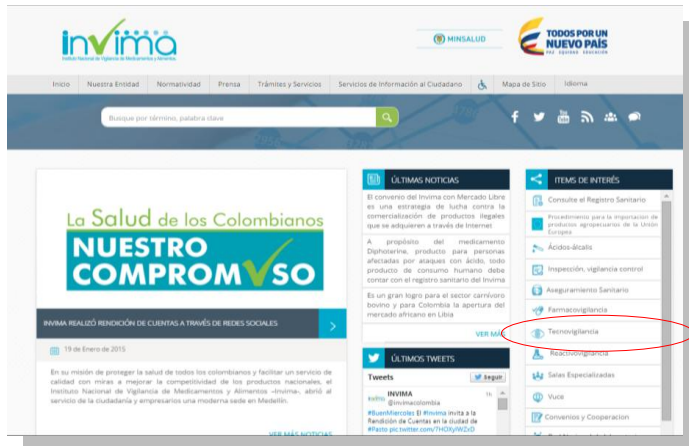 invima
Instituto Nacional de Vigilancia de Medicamentos y Alimentos
MINSALUD
TODOS POR UN
NUEVO PAÍS
PAZ EQUIDAD EDUCACIÓN
Inicio Nuestra Entidad Normatividad Prensa Trámites y Servicios Servicios de Información al Ciudadano Mapa de Sitio Idioma
Busque por término, palabra clave
La Salud de los Colombianos
NUESTRO
COMPROMISO
INVIMA REALIZÓ RENDICIÓN DE CUENTAS A TRAVÉS DE REDES SOCIALES
19 de Enero de 2015
En su misión de proteger la salud de todos los colombianos y facilitar un servicio de
calidad con miras a mejorar la competitividad de los productos nacionales, el
Instituto Nacional de Vigilancia de Medicamentos y Alimentos –Invima-, abrió al
servicio de la ciudadanía y empresarios una moderna sede en Medellín.
VER MÁS NOTICIAS
ÚLTIMAS NOTICIAS
El convenio del Invima con Mercado Libre
es una estrategia de lucha contra la
comercialización de productos ilegales
que se adquieren a través de Internet
A propósito del medicamento
Diphoterine, producto para personas
afectadas por ataques con ácido, todo
producto de consumo humano debe
contar con el registro sanitario del Invima
Es un gran logro para el sector carnívoro
bovino y para Colombia la apertura del
mercado africano en Libia
VER MÁS
ÚLTIMOS TWEETS
Tweets Seguir
INVIMA 1h
@invimacolombia
#BuenMiercoles El #Invima invita a la
Rendición de Cuentas en la ciudad de
#Pasto pic.twitter.com/7HOXylWZxD
ITEMS DE INTERÉS
Consulte el Registro Sanitario
Procedimiento para la importacion de
productos agropecuarios de la Unión
Europea
Ácidos-álcalis
Inspección, vigilancia control
Aseguramiento Sanitario
Farmacovigilancia
Tecnovigilancia
Reactivovigilancia
Salas Especializadas
Vuce
Convenios y Cooperacion